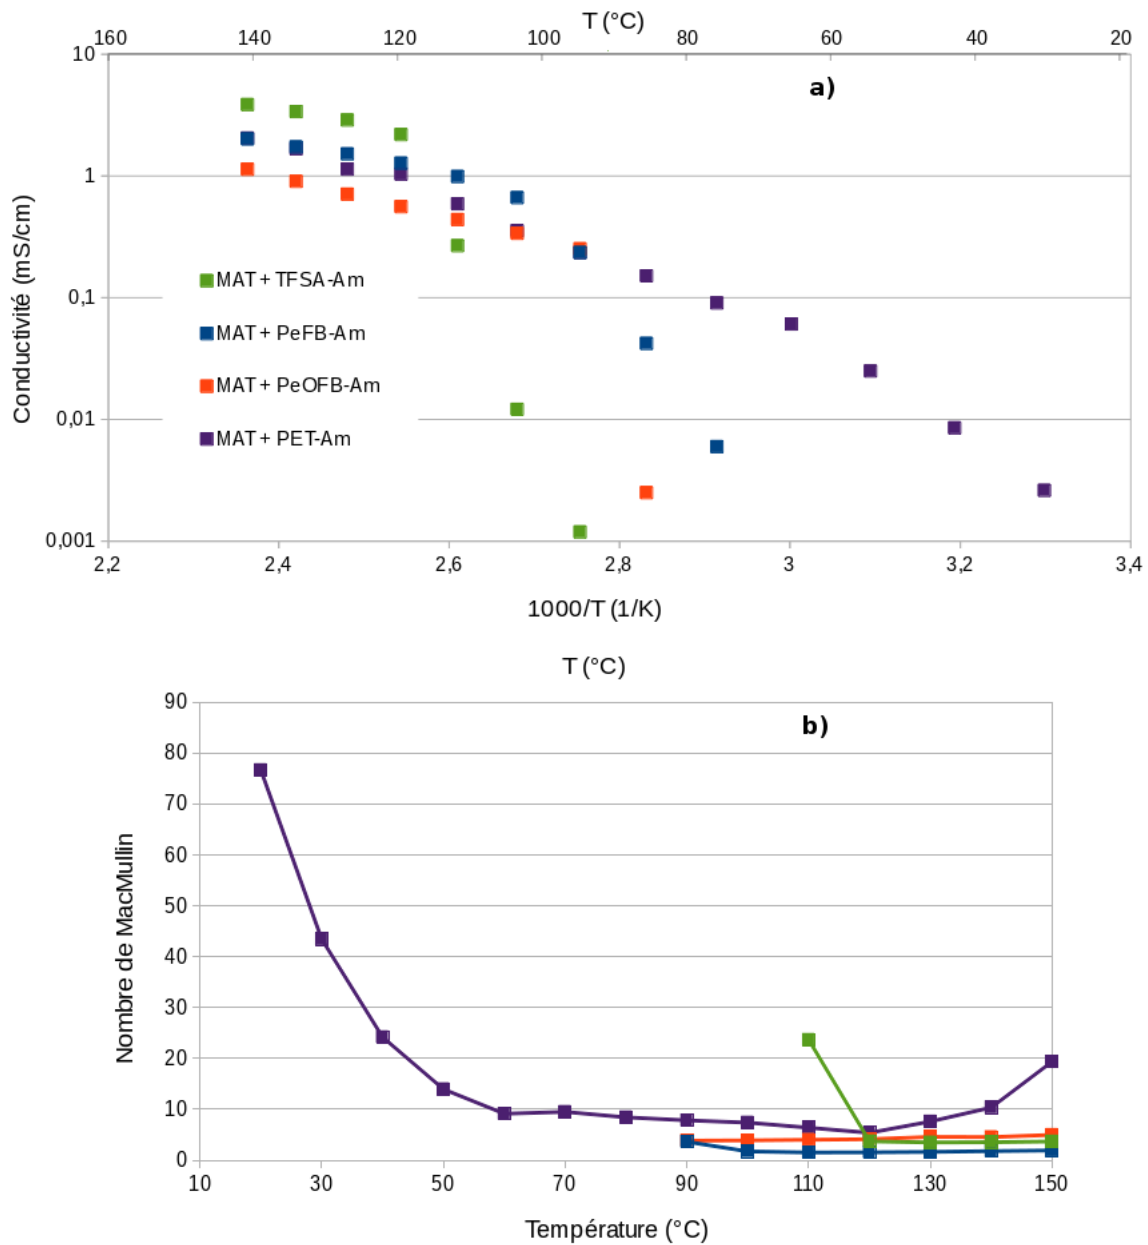 T (°C)
160 140 120 100 80 60 40 20
10
a)
1
0,1
0,01
0,001
Conductivité (mS/cm)
MAT + TFSA-Am
MAT + PeFB-Am
MAT + PeOFB-Am
MAT + PET-Am
2,2 2,4 2,6 2,8 3 3,2 3,4
1000/T (1/K)
T (°C)
90
b)
80
70
60
50
40
30
20
10
0
Nombre de MacMullin
10 30 50 70 90 110 130 150
Température (°C)